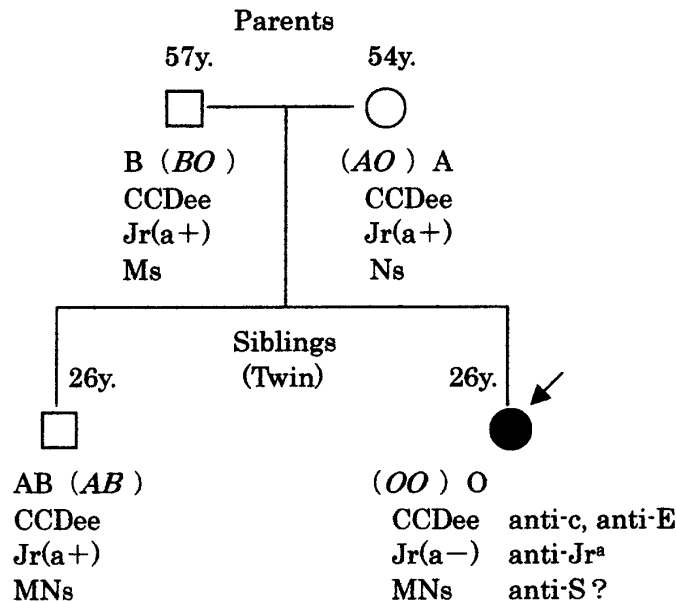 Parents
57y. 54y.
B (BO) (AO) A
CCDee CCDee
Jr(a+) Jr(a+)
Ms Ns
Siblings
(Twin)
26y. 26y.
AB (AB) (OO) O
CCDee CCDee anti-c, anti-E
Jr(a+) Jr(a−) anti-Jrᵃ
MNs MNs anti-S ?